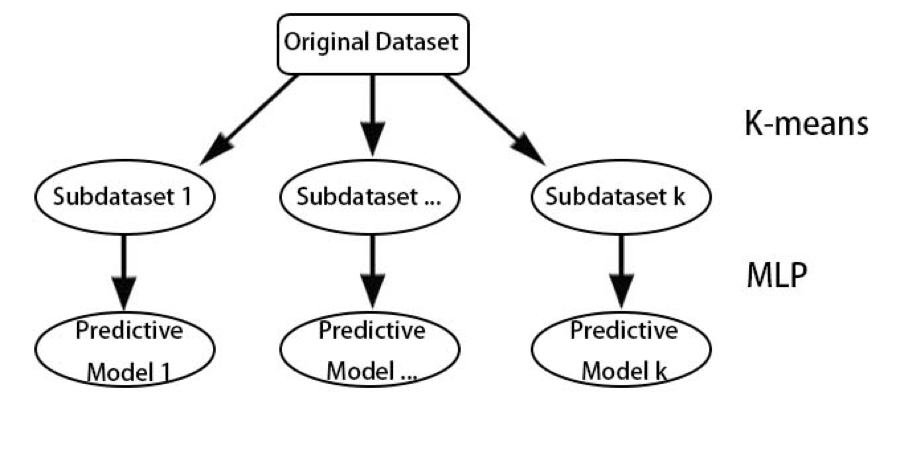 Original Dataset
K-means
Subdataset 1
Subdataset ...
Subdataset k
MLP
Predictive
Model 1
Predictive
Model ...
Predictive
Model k